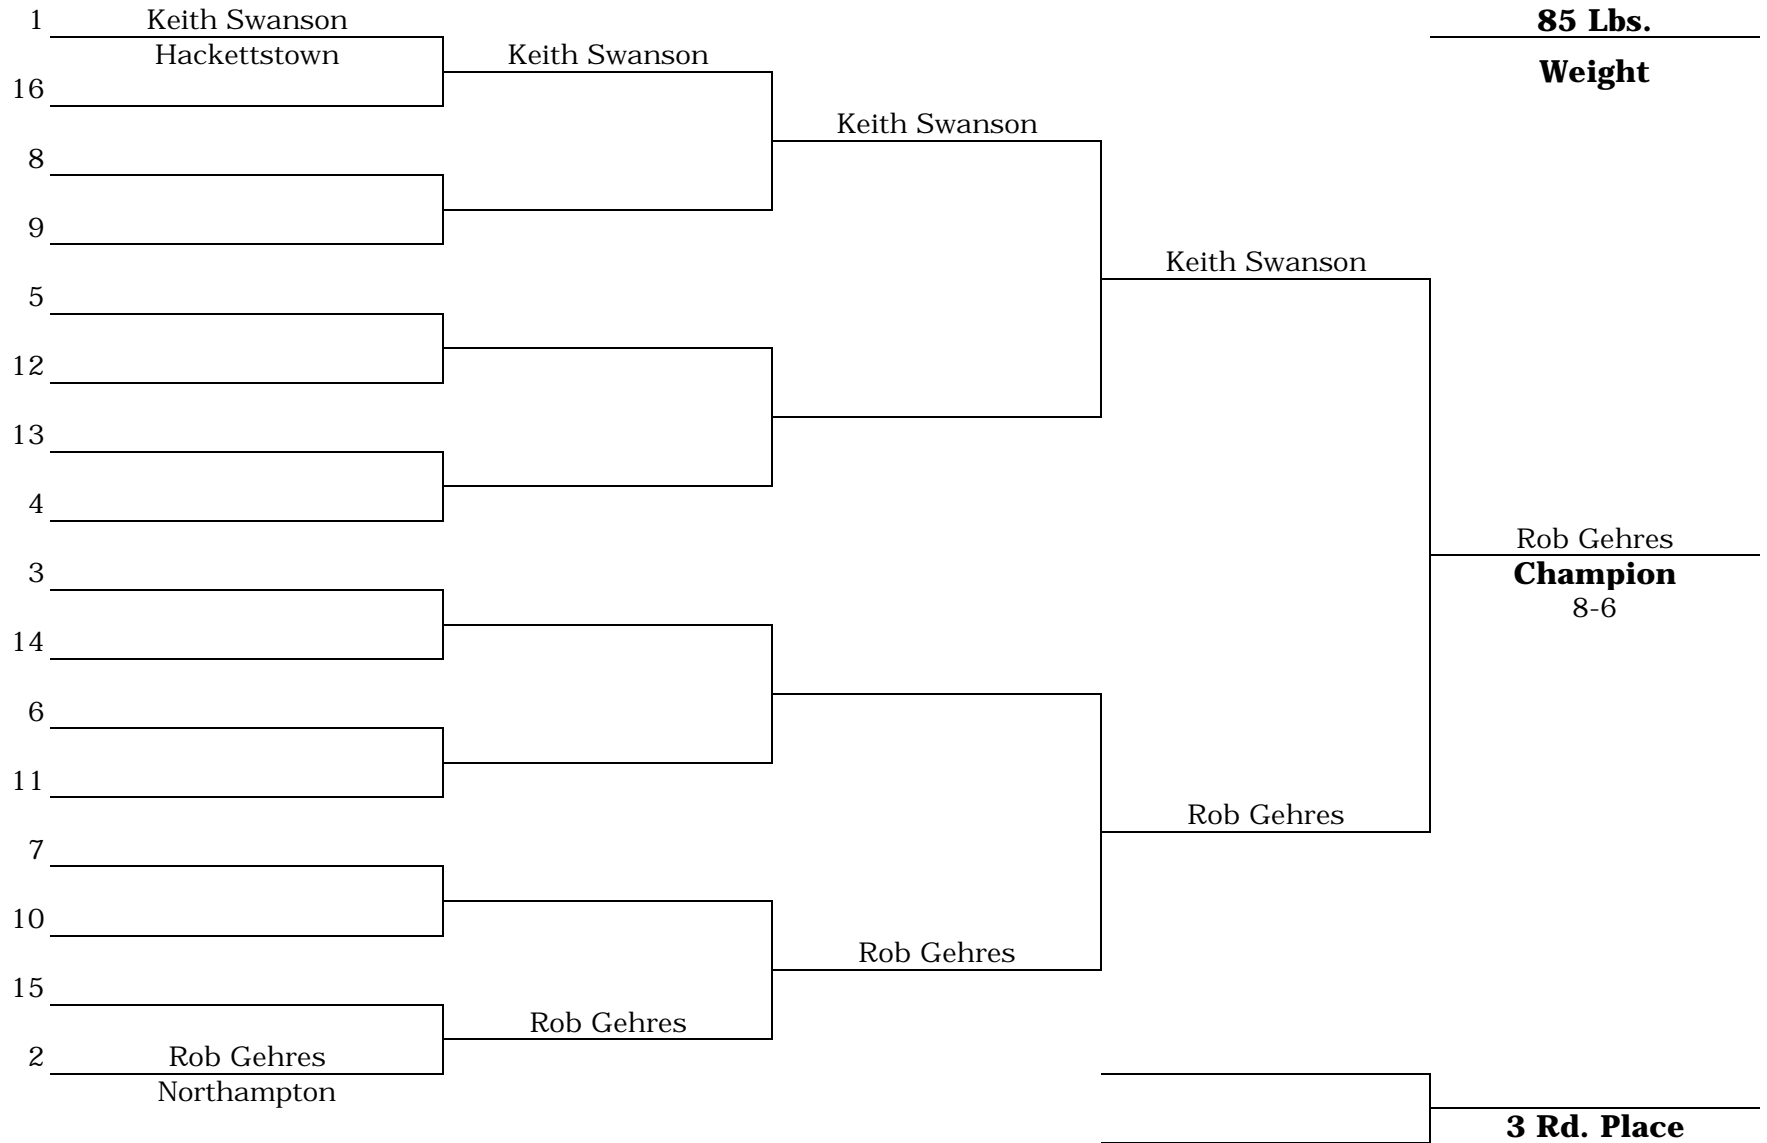 1 Keith Swanson
Hackettstown
Keith Swanson
16
Keith Swanson
8
9
Keith Swanson
5
12
13
4
3
14
6
11
7
10
15
2 Rob Gehres
Northampton
Rob Gehres
Rob Gehres
Rob Gehres
85 Lbs.
Weight
Rob Gehres
Champion
8-6
3 Rd. Place